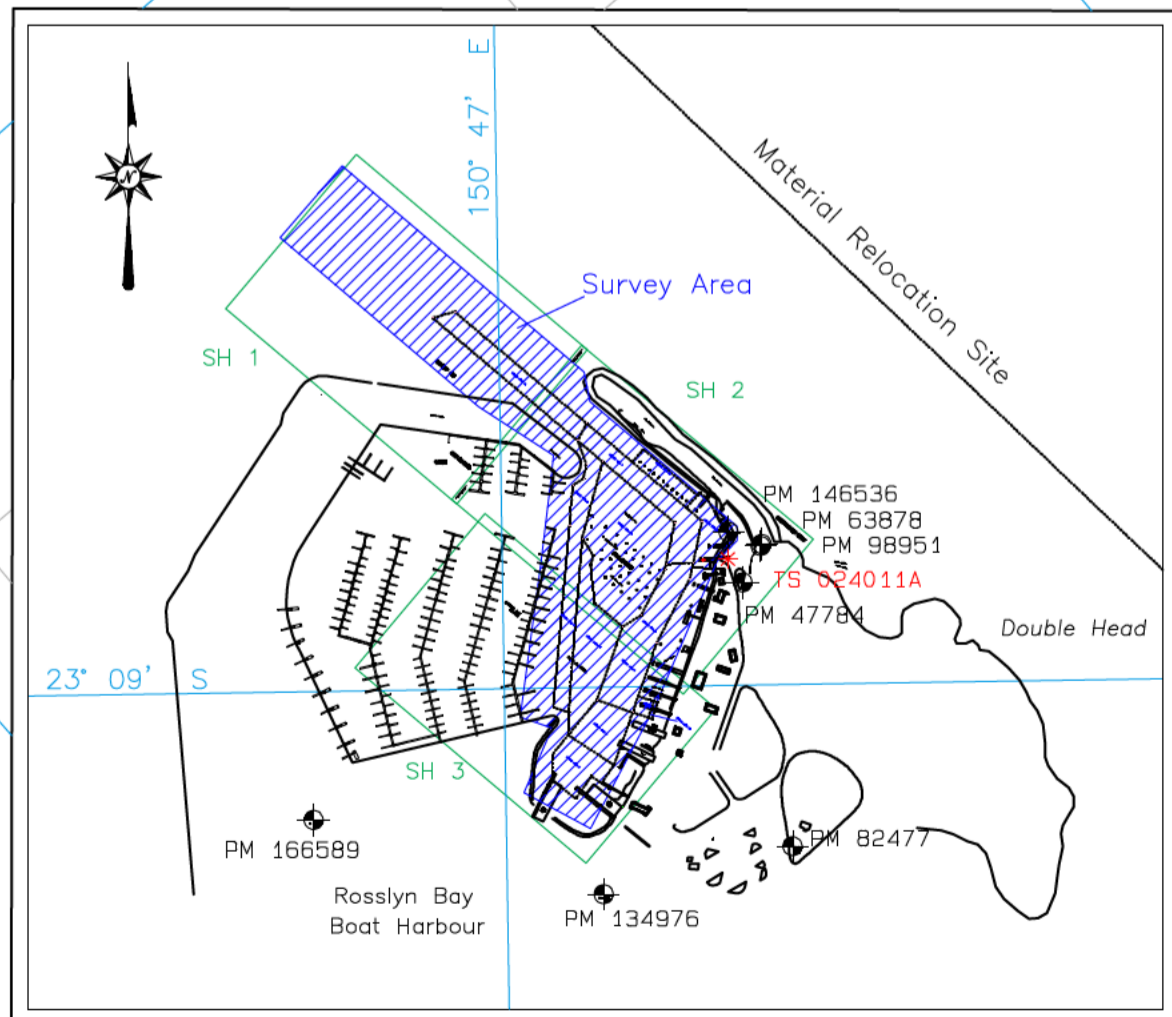 N
150° 47' E
Material Relocation Site
Survey Area
SH 1
SH 2
PM 146536
PM 63878
PM 98951
TS 024011A
PM 47784
Double Head
23° 09' S
SH 3
PM 166589
PM 82477
Rosslyn Bay
Boat Harbour
PM 134976